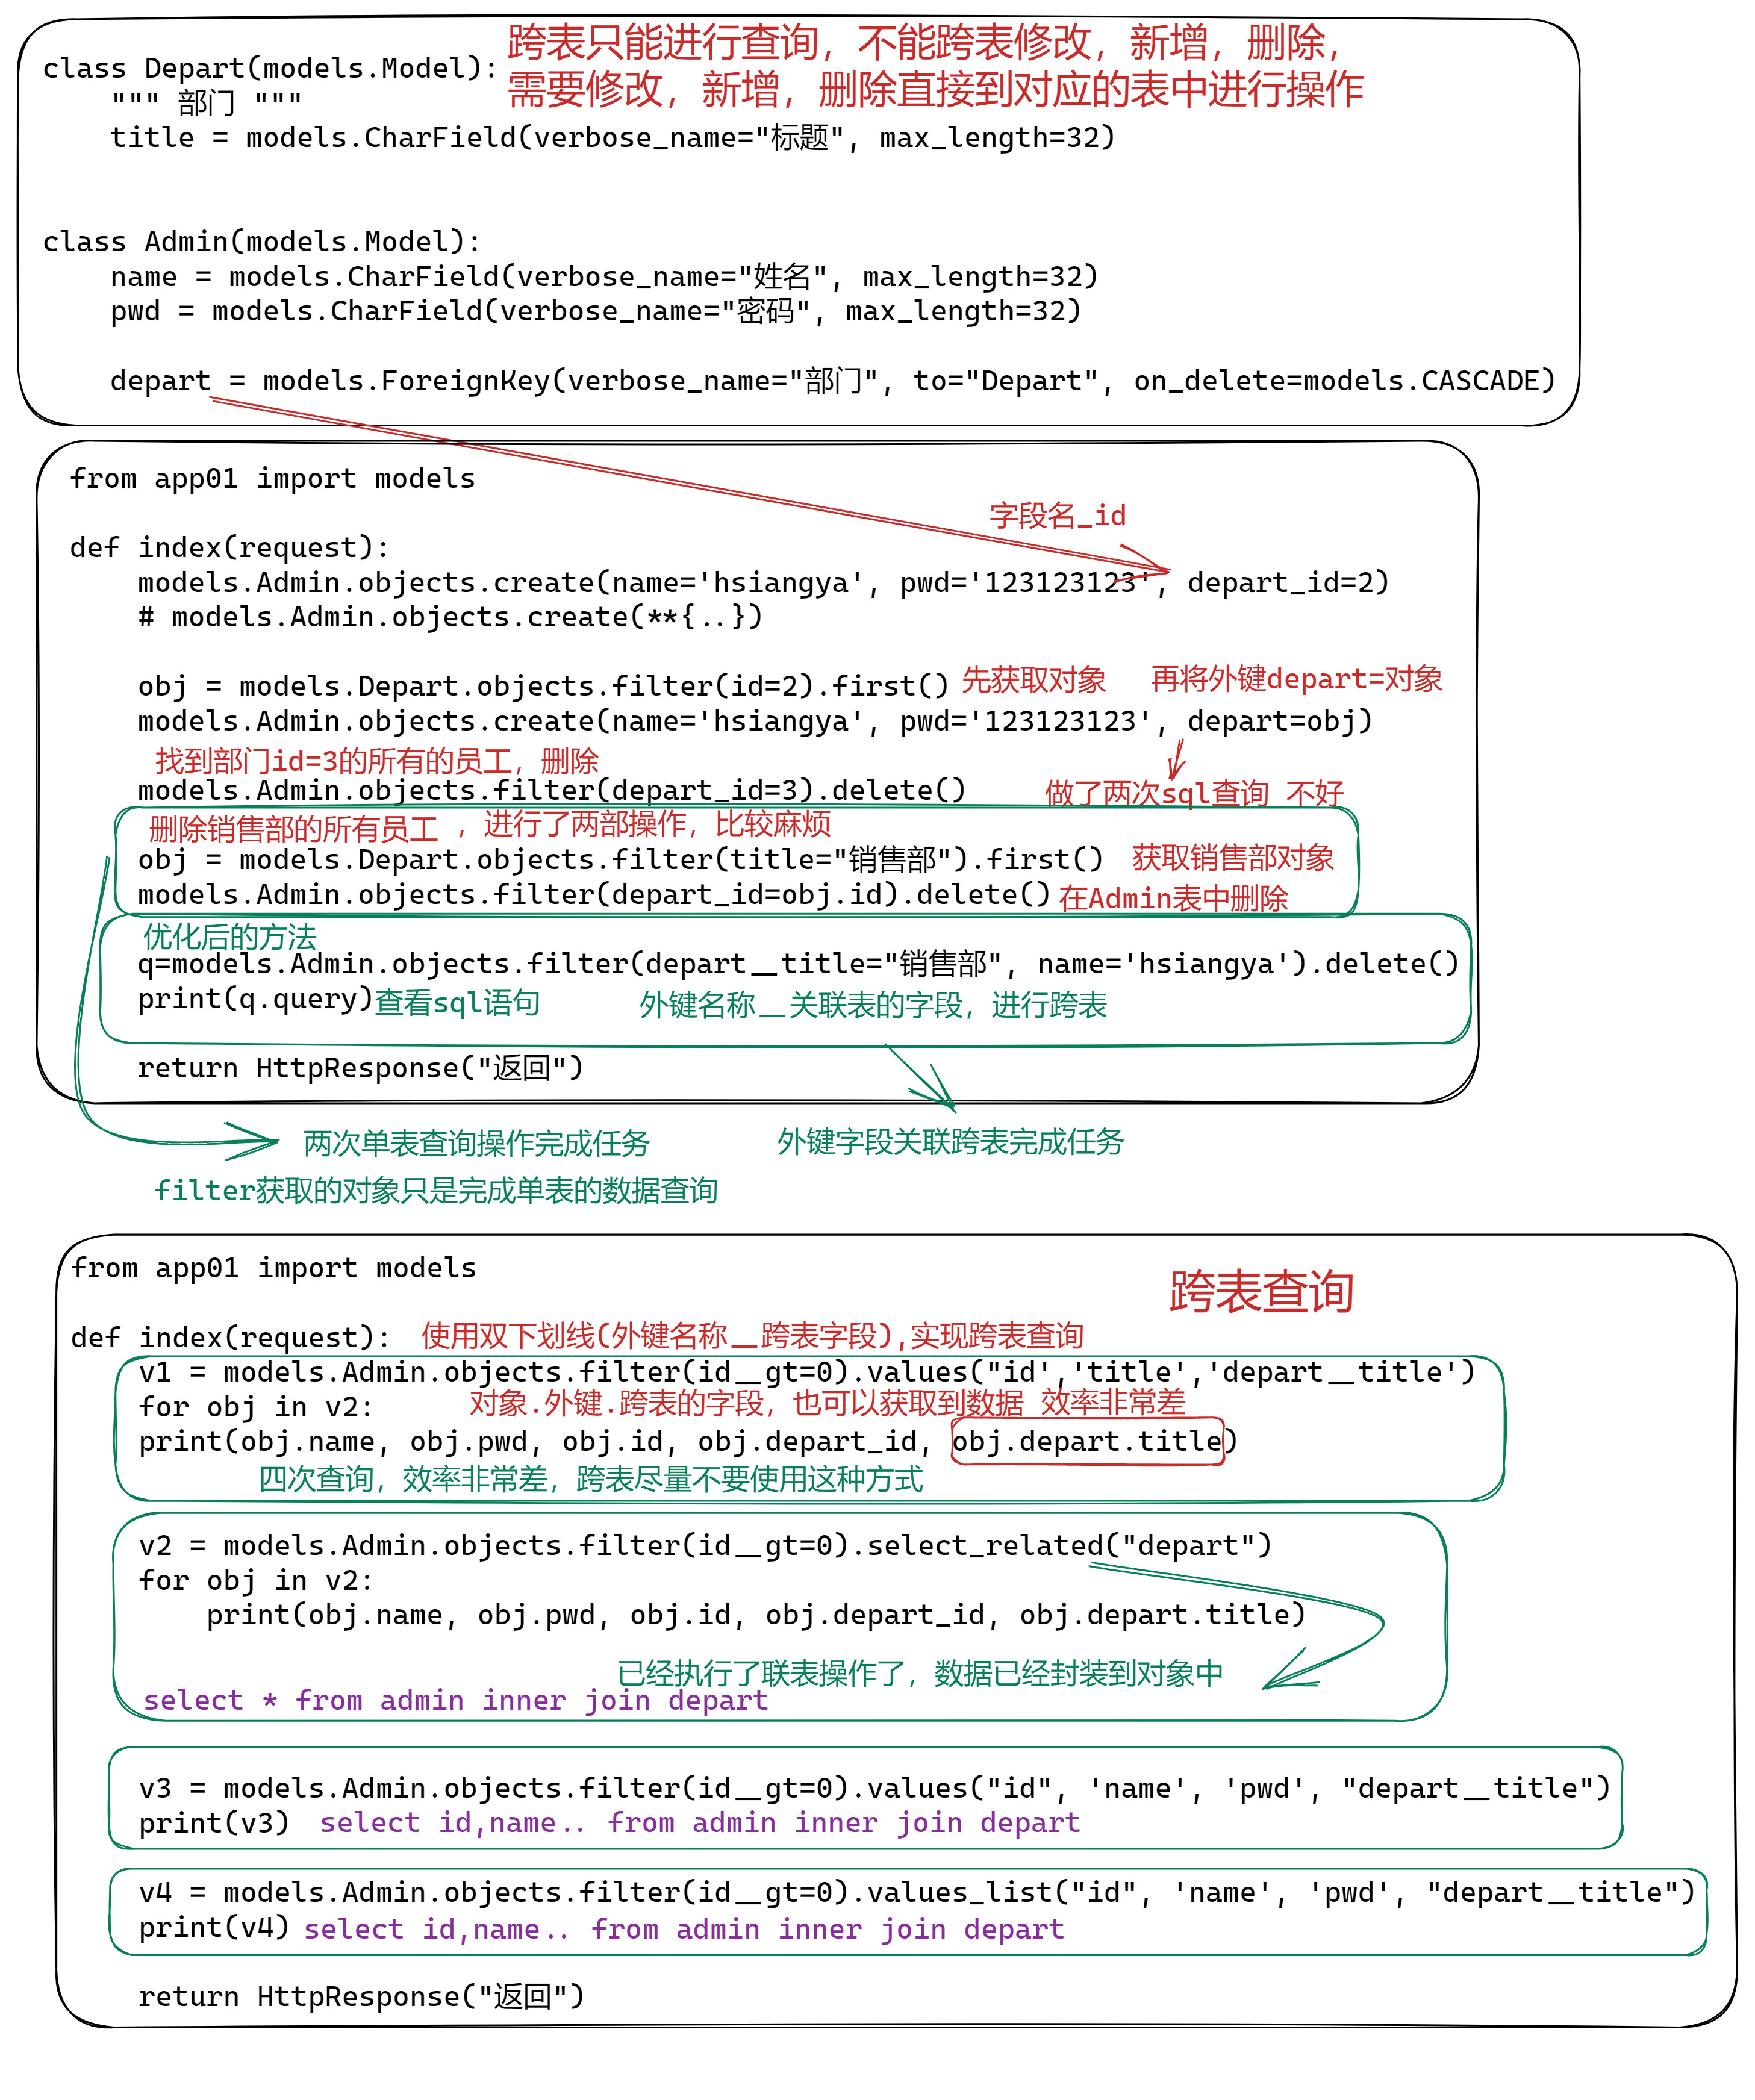 跨表只能进行查询，不能跨表修改，新增，删除，
需要修改，新增，删除直接到对应的表中进行操作
class Depart(models.Model):
""" 部门 """
title = models.CharField(verbose_name="标题", max_length=32)
class Admin(models.Model):
name = models.CharField(verbose_name="姓名", max_length=32)
pwd = models.CharField(verbose_name="密码", max_length=32)
depart = models.ForeignKey(verbose_name="部门", to="Depart", on_delete=models.CASCADE)
from app01 import models
字段名_id
def index(request):
models.Admin.objects.create(name='hsiangya', pwd='123123123', depart_id=2)
# models.Admin.objects.create(**{..})
obj = models.Depart.objects.filter(id=2).first() 先获取对象 再将外键depart=对象
models.Admin.objects.create(name='hsiangya', pwd='123123123', depart=obj)
找到部门id=3的所有的员工，删除
models.Admin.objects.filter(depart_id=3).delete() 做了两次sql查询 不好
删除销售部的所有员工 ，进行了两部操作，比较麻烦
obj = models.Depart.objects.filter(title="销售部").first() 获取销售部对象
models.Admin.objects.filter(depart_id=obj.id).delete() 在Admin表中删除
优化后的方法
q=models.Admin.objects.filter(depart__title="销售部", name='hsiangya').delete()
print(q.query)查看sql语句 外键名称__关联表的字段，进行跨表
return HttpResponse("返回")
两次单表查询操作完成任务 外键字段关联跨表完成任务
filter获取的对象只是完成单表的数据查询
from app01 import models
跨表查询
def index(request): 使用双下划线(外键名称__跨表字段),实现跨表查询
v1 = models.Admin.objects.filter(id__gt=0).values("id','title','depart__title')
for obj in v2: 对象.外键.跨表的字段，也可以获取到数据 效率非常差
print(obj.name, obj.pwd, obj.id, obj.depart_id, obj.depart.title)
四次查询，效率非常差，跨表尽量不要使用这种方式
v2 = models.Admin.objects.filter(id__gt=0).select_related("depart")
for obj in v2:
print(obj.name, obj.pwd, obj.id, obj.depart_id, obj.depart.title)
已经执行了联表操作了，数据已经封装到对象中
select * from admin inner join depart
v3 = models.Admin.objects.filter(id__gt=0).values("id", 'name', 'pwd', "depart__title")
print(v3) select id,name.. from admin inner join depart
v4 = models.Admin.objects.filter(id__gt=0).values_list("id", 'name', 'pwd', "depart__title")
print(v4) select id,name.. from admin inner join depart
return HttpResponse("返回")